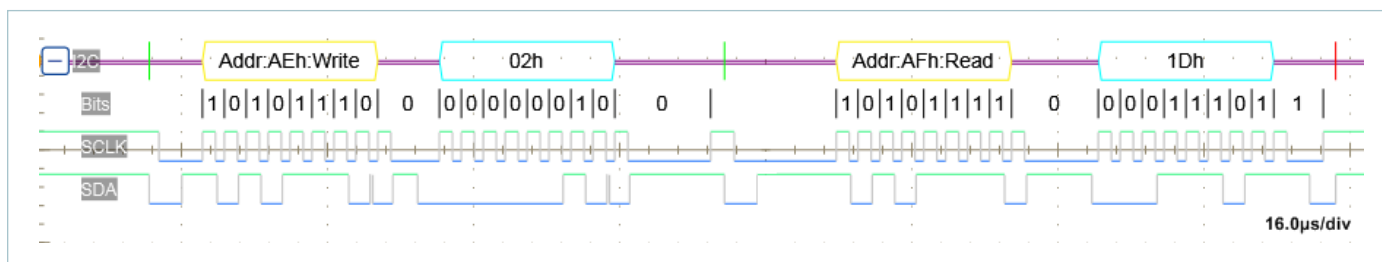 I2C Addr:AEh:Write 02h Addr:AFh:Read 1Dh
Bits 1 0 1 0 1 1 1 0 0 0 0 0 0 0 0 1 0 0 1 0 1 0 1 1 1 1 0 0 0 0 1 1 1 0 1 1
SCLK
SDA
16.0µs/div